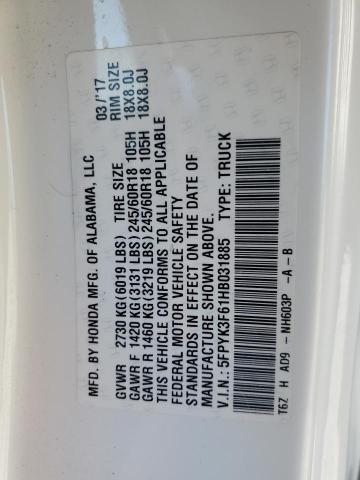 MFD. BY HONDA MFG. OF ALABAMA, LLC 03/'17
TIRE SIZE RIM SIZE
GVWR 2730 KG(6019 LBS)
GAWR F 1420 KG(3131 LBS) 245/60R18 105H 18X8.0J
GAWR R 1460 KG(3219 LBS) 245/60R18 105H 18X8.0J
THIS VEHICLE CONFORMS TO ALL APPLICABLE
FEDERAL MOTOR VEHICLE SAFETY
STANDARDS IN EFFECT ON THE DATE OF
MANUFACTURE SHOWN ABOVE.
V.I.N.: 5FPYK3F61HB031885 TYPE: TRUCK
T6Z H AD9 -NH603P -A-B